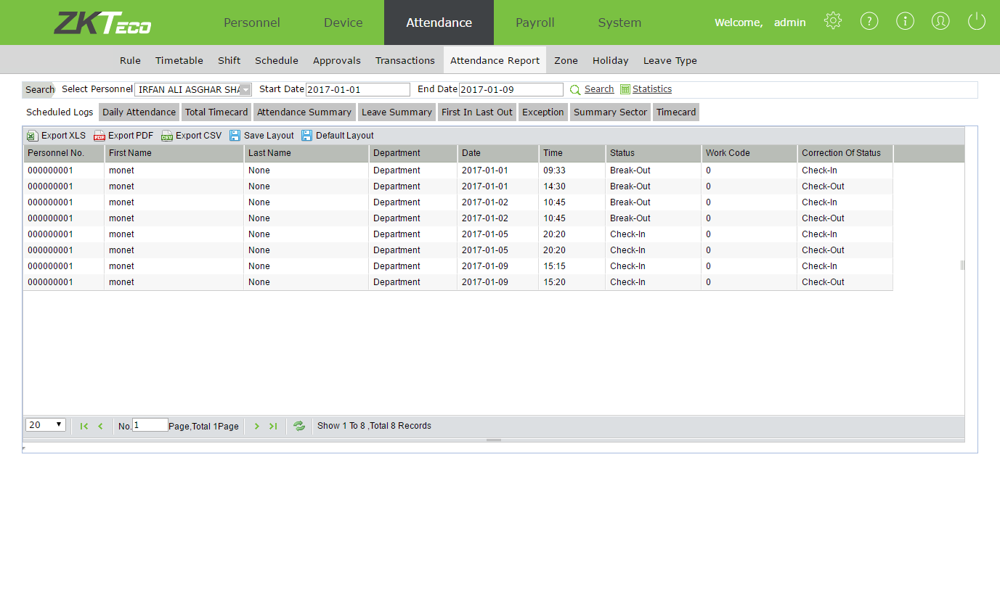 ZKTeco Personnel Device Attendance Payroll System Welcome, admin
Rule Timetable Shift Schedule Approvals Transactions Attendance Report Zone Holiday Leave Type
Search Select Personnel IRFAN ALI ASGHAR Start Date 2017-01-01 End Date 2017-01-09 Search Statistics
Scheduled Logs Daily Attendance Total Timecard Attendance Summary Leave Summary First In Last Out Exception Summary Sector Timecard
Export XLS Export PDF Export CSV Save Layout Default Layout
Personnel No. First Name Last Name Department Date Time Status Work Code Correction Of Status
000000001 monet None Department 2017-01-01 09:33 Break-Out 0 Check-In
000000001 monet None Department 2017-01-01 14:30 Break-Out 0 Check-Out
000000001 monet None Department 2017-01-02 10:45 Break-Out 0 Check-In
000000001 monet None Department 2017-01-02 10:45 Break-Out 0 Check-Out
000000001 monet None Department 2017-01-05 20:20 Check-In 0 Check-In
000000001 monet None Department 2017-01-05 20:20 Check-In 0 Check-Out
000000001 monet None Department 2017-01-09 15:15 Check-In 0 Check-In
000000001 monet None Department 2017-01-09 15:20 Check-In 0 Check-Out
20 No. 1 Page,Total 1Page Show 1 To 8 ,Total 8 Records